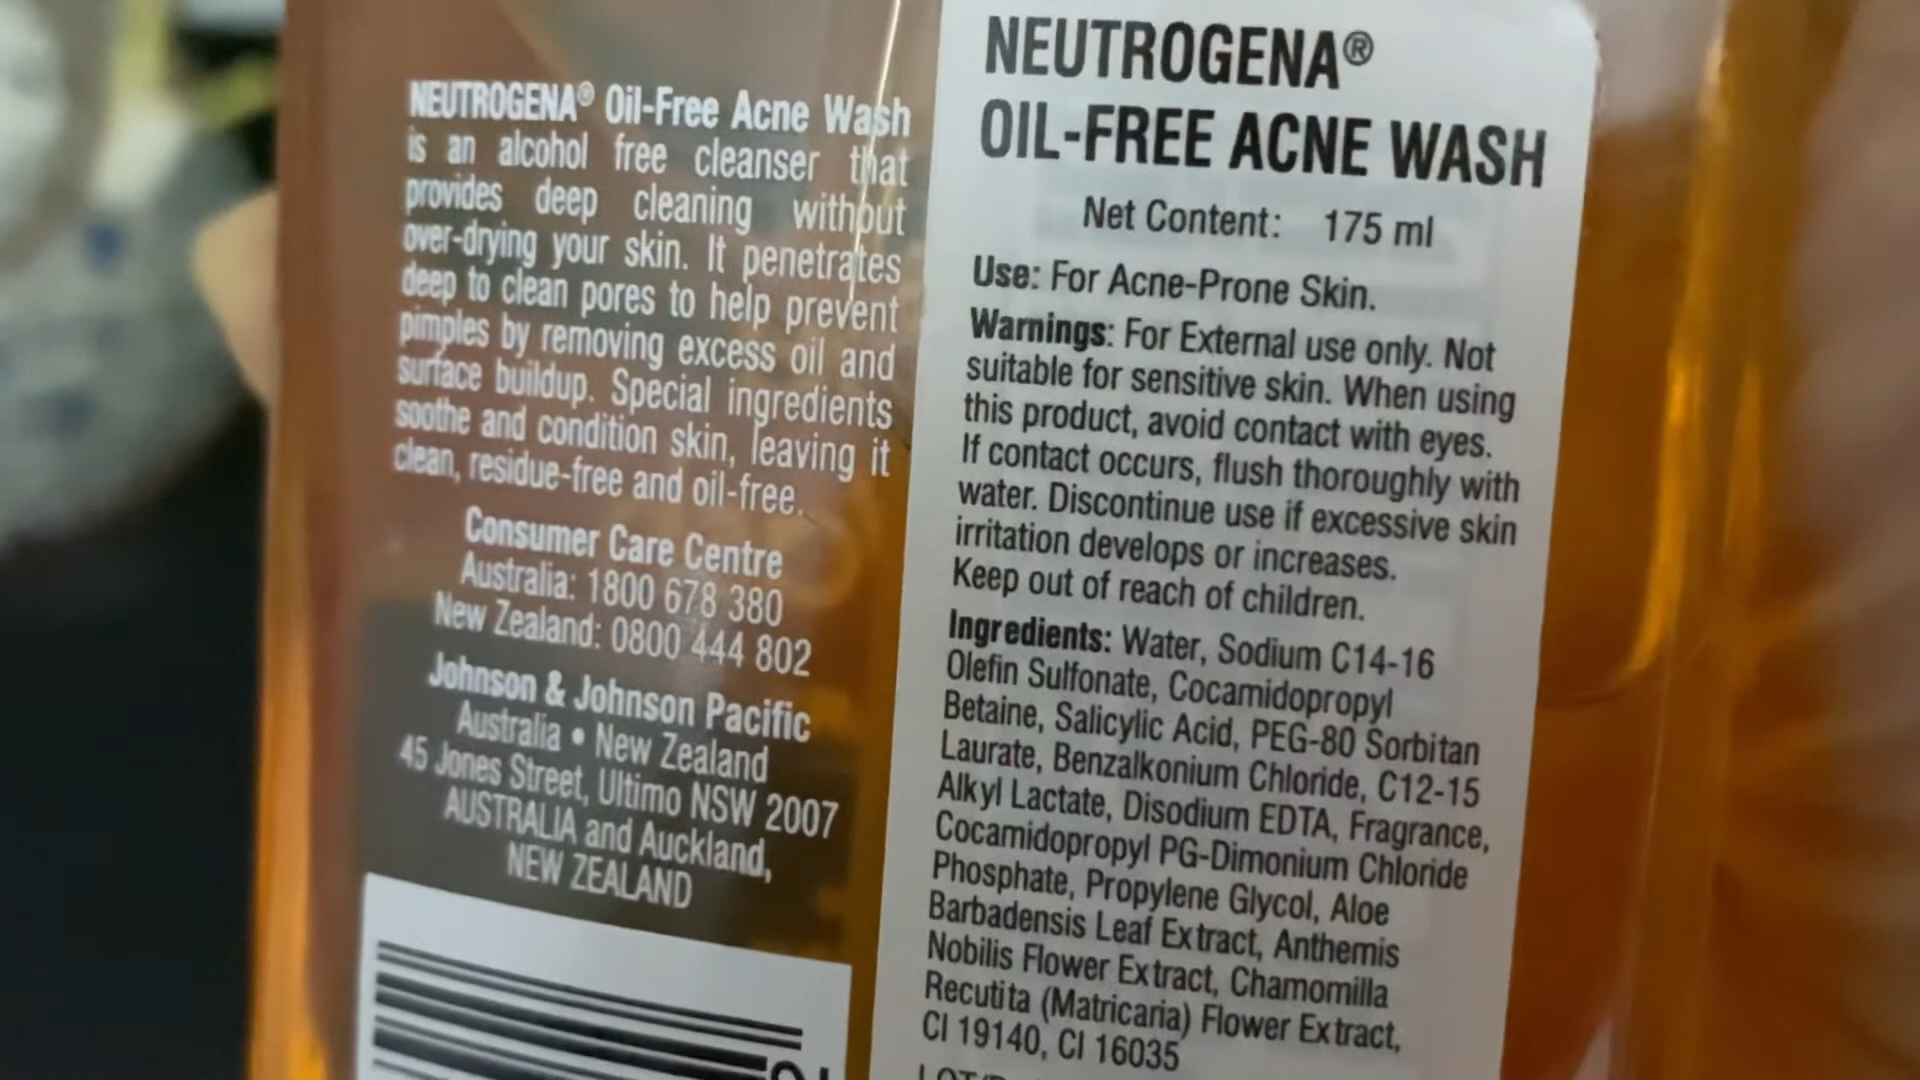 NEUTROGENA® Oil-Free Acne Wash
is an alcohol free cleanser that
provides deep cleaning without
over-drying your skin. It penetrates
deep to clean pores to help prevent
pimples by removing excess oil and
surface buildup. Special ingredients
soothe and condition skin, leaving it
clean, residue-free and oil-free.
Consumer Care Centre
Australia: 1800 678 380
New Zealand: 0800 444 802
Johnson & Johnson Pacific
Australia • New Zealand
45 Jones Street, Ultimo NSW 2007
AUSTRALIA and Auckland,
NEW ZEALAND
NEUTROGENA®
OIL-FREE ACNE WASH
Net Content: 175 ml
Use: For Acne-Prone Skin.
Warnings: For External use only. Not
suitable for sensitive skin. When using
this product, avoid contact with eyes.
If contact occurs, flush thoroughly with
water. Discontinue use if excessive skin
irritation develops or increases.
Keep out of reach of children.
Ingredients: Water, Sodium C14-16
Olefin Sulfonate, Cocamidopropyl
Betaine, Salicylic Acid, PEG-80 Sorbitan
Laurate, Benzalkonium Chloride, C12-15
Alkyl Lactate, Disodium EDTA, Fragrance,
Cocamidopropyl PG-Dimonium Chloride
Phosphate, Propylene Glycol, Aloe
Barbadensis Leaf Extract, Anthemis
Nobilis Flower Extract, Chamomilla
Recutita (Matricaria) Flower Extract,
CI 19140, CI 16035